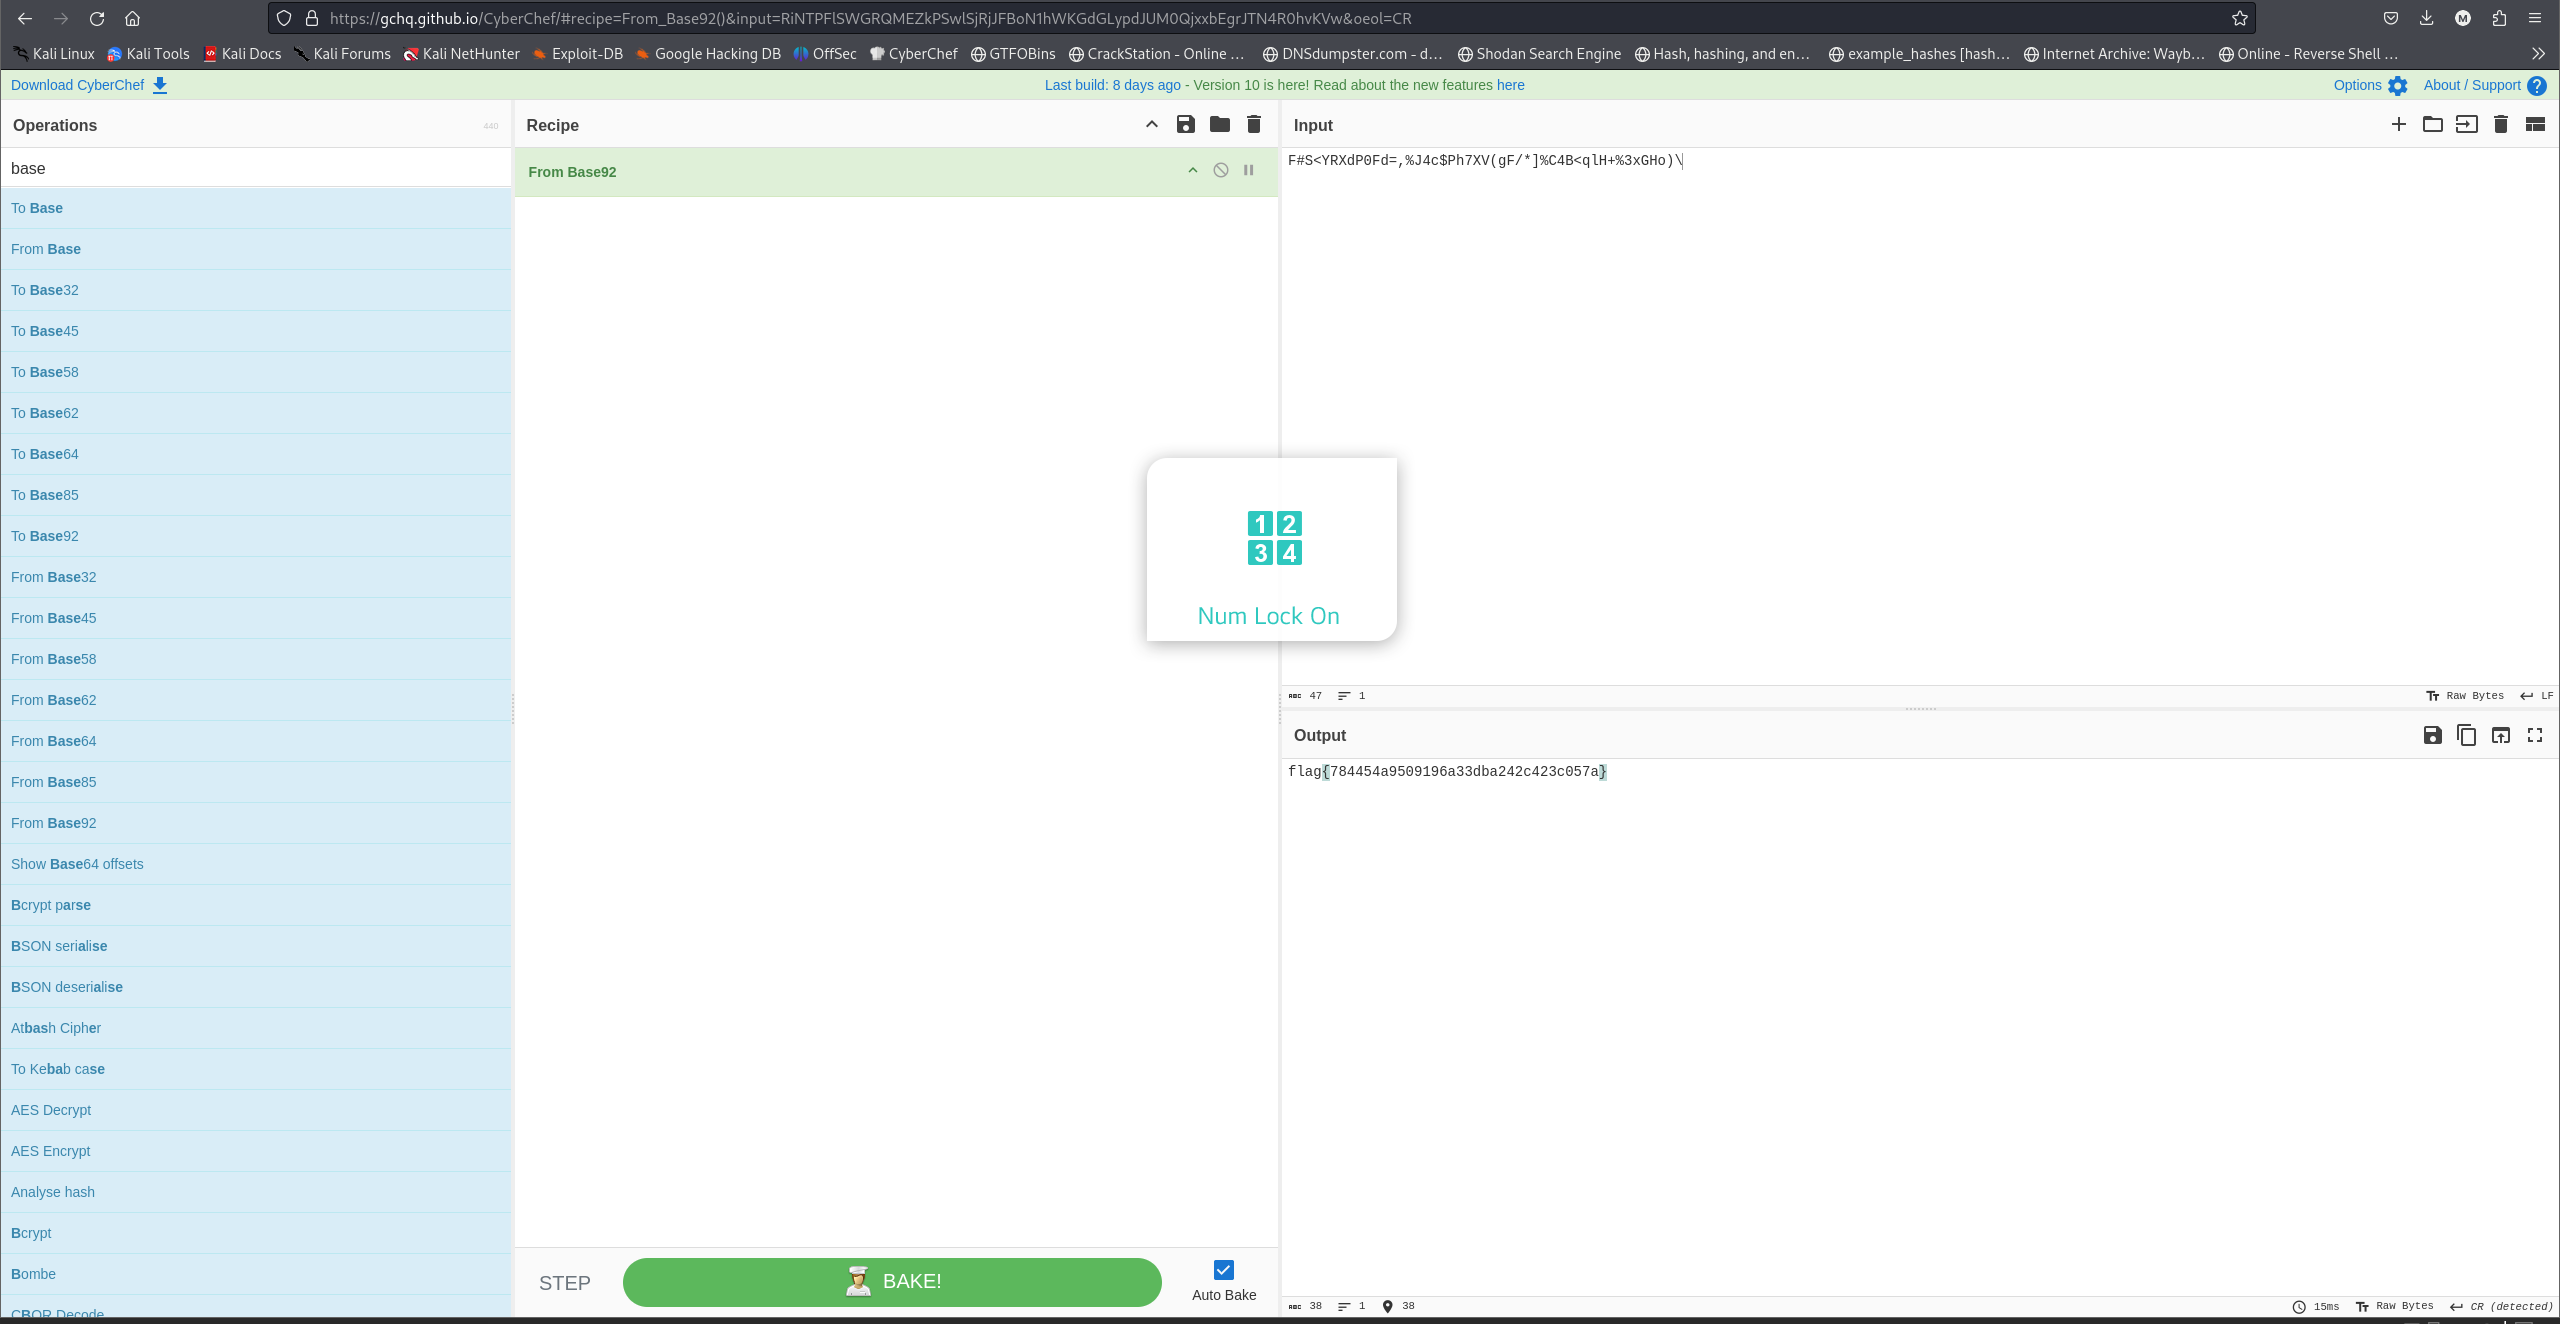 https://gchq.github.io/CyberChef/#recipe=From_Base92()&input=RiNTPFlSWGRQMEZkPSwlSjRjJFBoN1hWKGdGLypdJUM0QjxxbEgrJTN4R0hvKVw&oeol=CR
M
Kali Linux Kali Tools Kali Docs Kali Forums Kali NetHunter Exploit-DB Google Hacking DB OffSec CyberChef GTFOBins CrackStation - Online ... DNSdumpster.com - d... Shodan Search Engine Hash, hashing, and en... example_hashes [hash... Internet Archive: Wayb... Online - Reverse Shell ...
Download CyberChef Last build: 8 days ago - Version 10 is here! Read about the new features here Options About / Support ?
Operations 440
base
To Base
From Base
To Base32
To Base45
To Base58
To Base62
To Base64
To Base85
To Base92
From Base32
From Base45
From Base58
From Base62
From Base64
From Base85
From Base92
Show Base64 offsets
Bcrypt parse
BSON serialise
BSON deserialise
Atbash Cipher
To Kebab case
AES Decrypt
AES Encrypt
Analyse hash
Bcrypt
Bombe
CBOR Decode
Recipe
From Base92
STEP BAKE! Auto Bake
Input
F#S<YRXdP0Fd=,%J4c$Ph7XV(gF/*]%C4B<qlH+%3xGHo)\
1 2
3 4
Num Lock On
ABC 47 1 Raw Bytes LF
Output
flag{784454a9509196a33dba242c423c057a}
ABC 38 1 38 15ms Raw Bytes CR (detected)